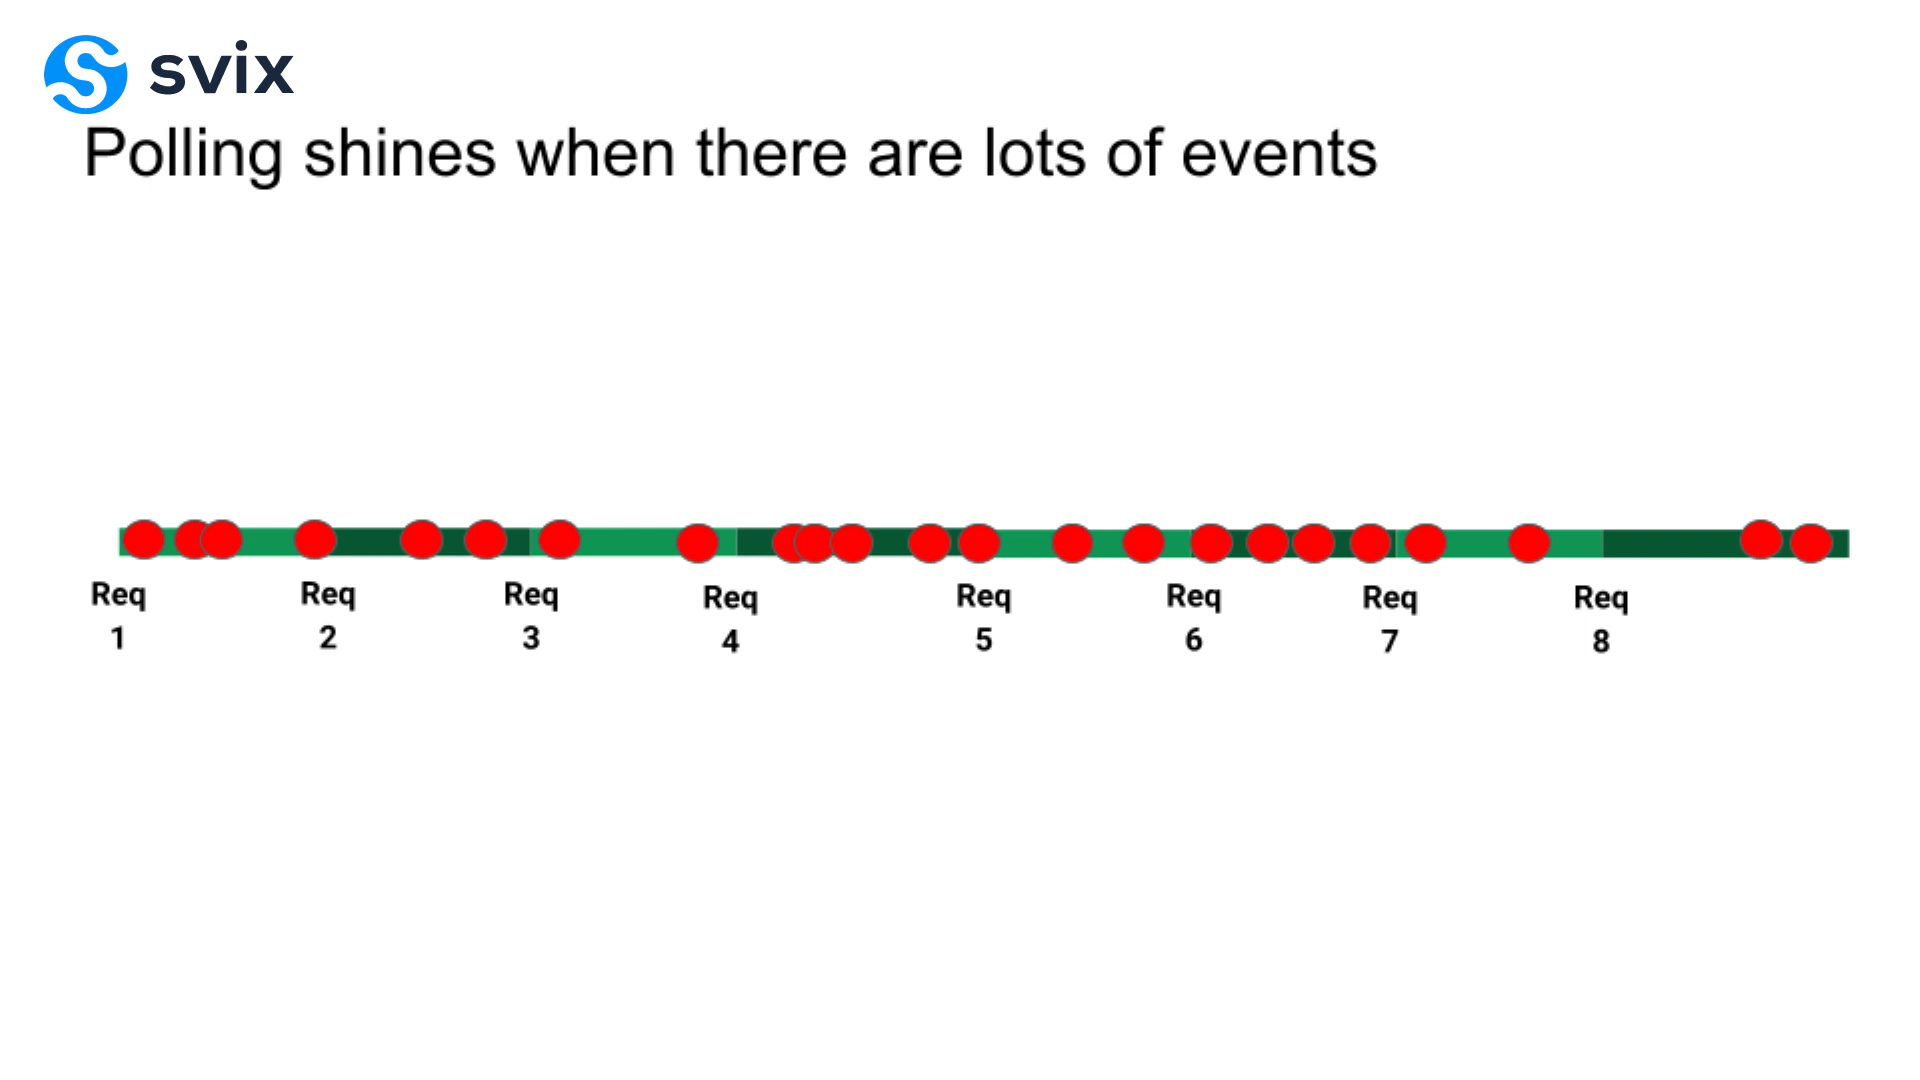 svix
Polling shines when there are lots of events
Req 1
Req 2
Req 3
Req 4
Req 5
Req 6
Req 7
Req 8